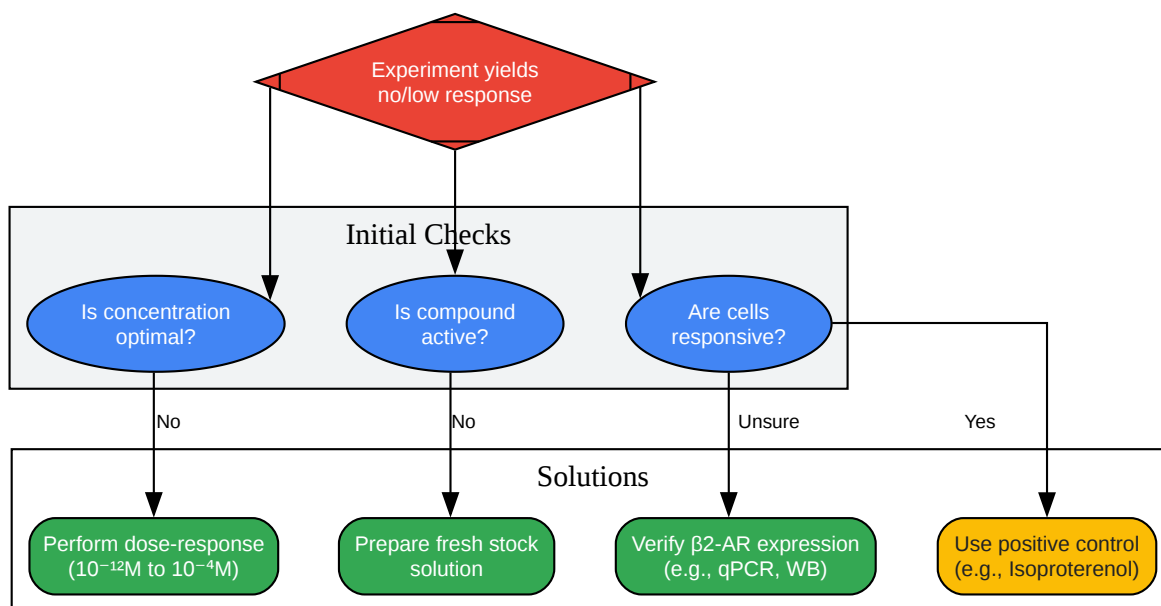 Experiment yields
no/low response
Initial Checks
Is concentration
optimal?
Is compound
active?
Are cells
responsive?
No
No
Unsure
Yes
Solutions
Perform dose-response
(10⁻¹²M to 10⁻⁴M)
Prepare fresh stock
solution
Verify β2-AR expression
(e.g., qPCR, WB)
Use positive control
(e.g., Isoproterenol)